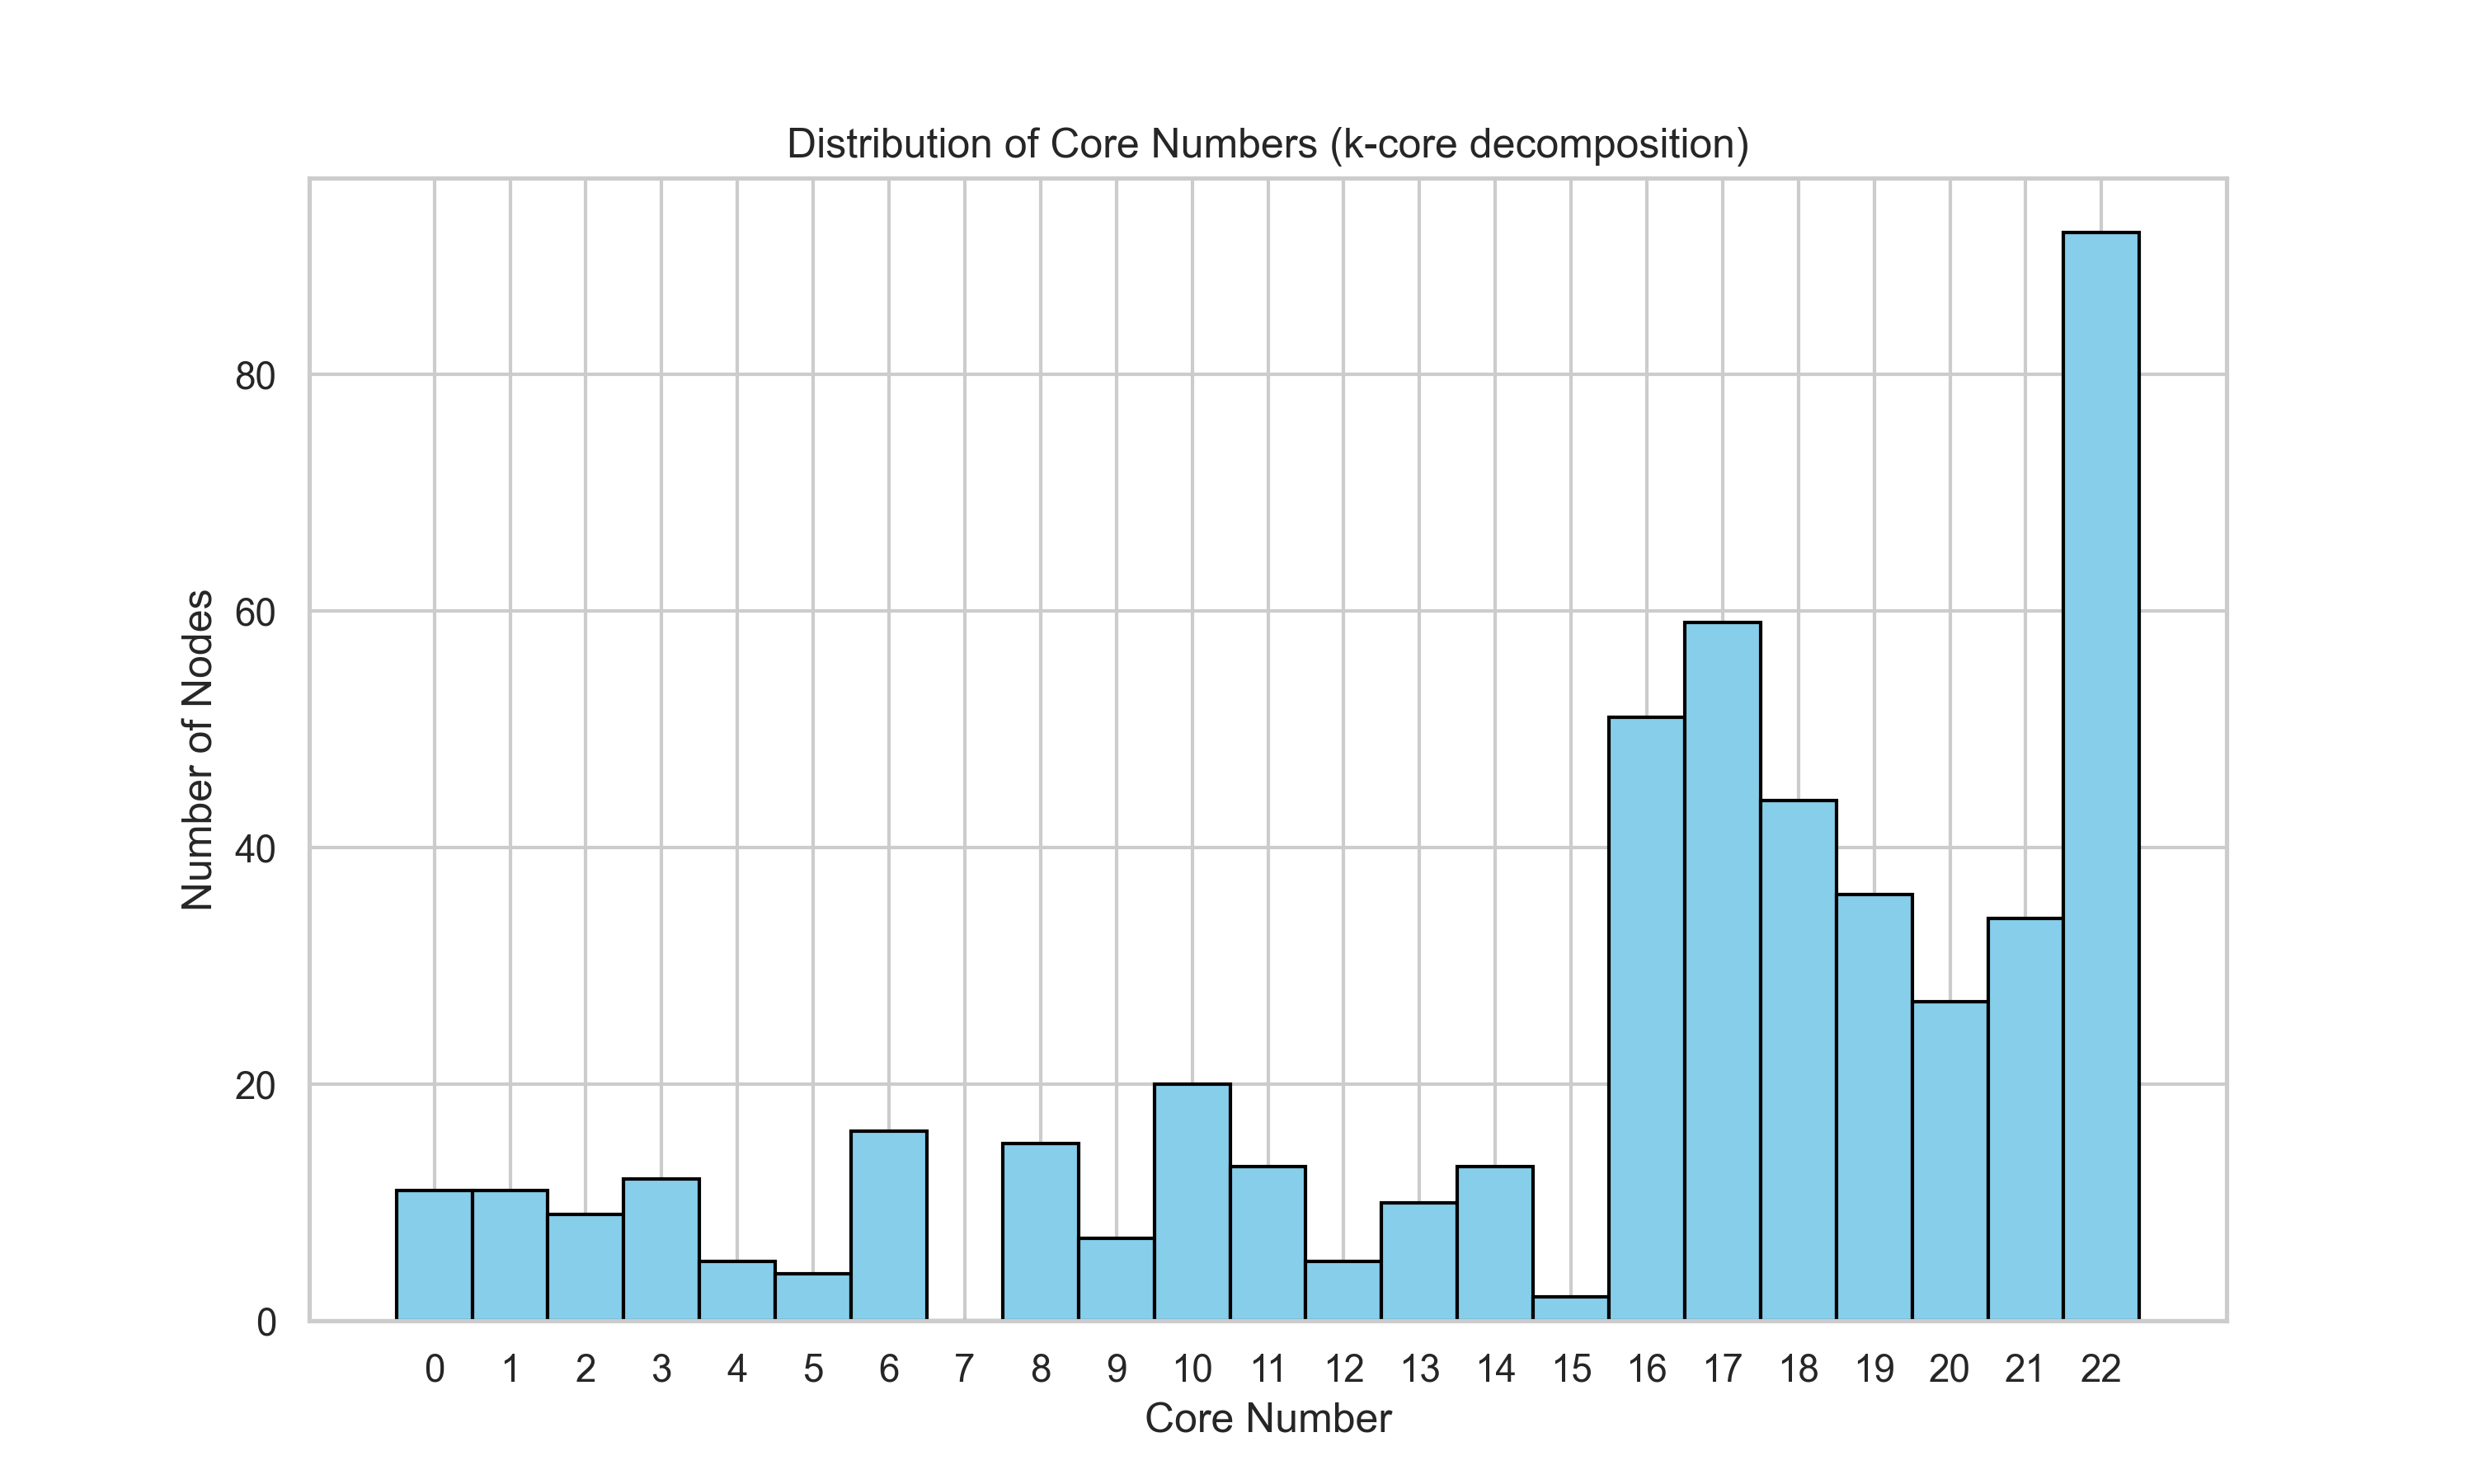 Distribution of Core Numbers (k-core decomposition)
Number of Nodes
80
60
40
20
0
0 1 2 3 4 5 6 7 8 9 10 11 12 13 14 15 16 17 18 19 20 21 22
Core Number